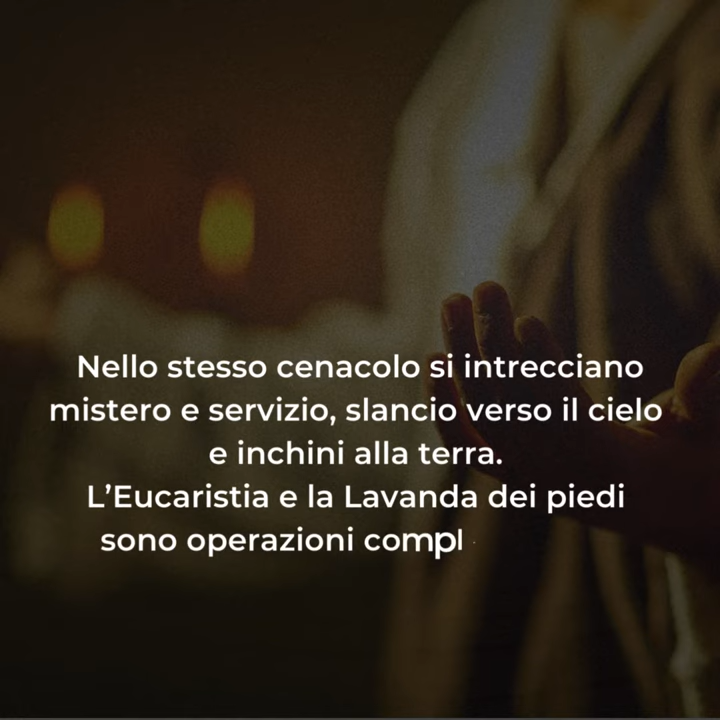 Nello stesso cenacolo si intrecciano
mistero e servizio, slancio verso il cielo
e inchini alla terra.
L’Eucaristia e la Lavanda dei piedi
sono operazioni compl